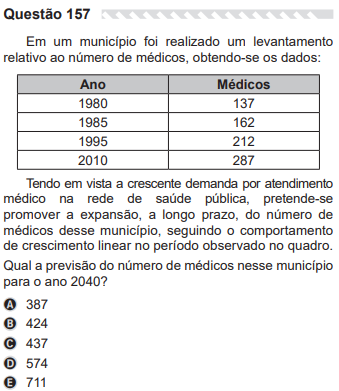 Questão 157
Em um município foi realizado um levantamento
relativo ao número de médicos, obtendo-se os dados:
Ano Médicos
1980 137
1985 162
1995 212
2010 287
Tendo em vista a crescente demanda por atendimento
médico na rede de saúde pública, pretende-se
promover a expansão, a longo prazo, do número de
médicos desse município, seguindo o comportamento
de crescimento linear no período observado no quadro.
Qual a previsão do número de médicos nesse município
para o ano 2040?
A 387
B 424
C 437
D 574
E 711